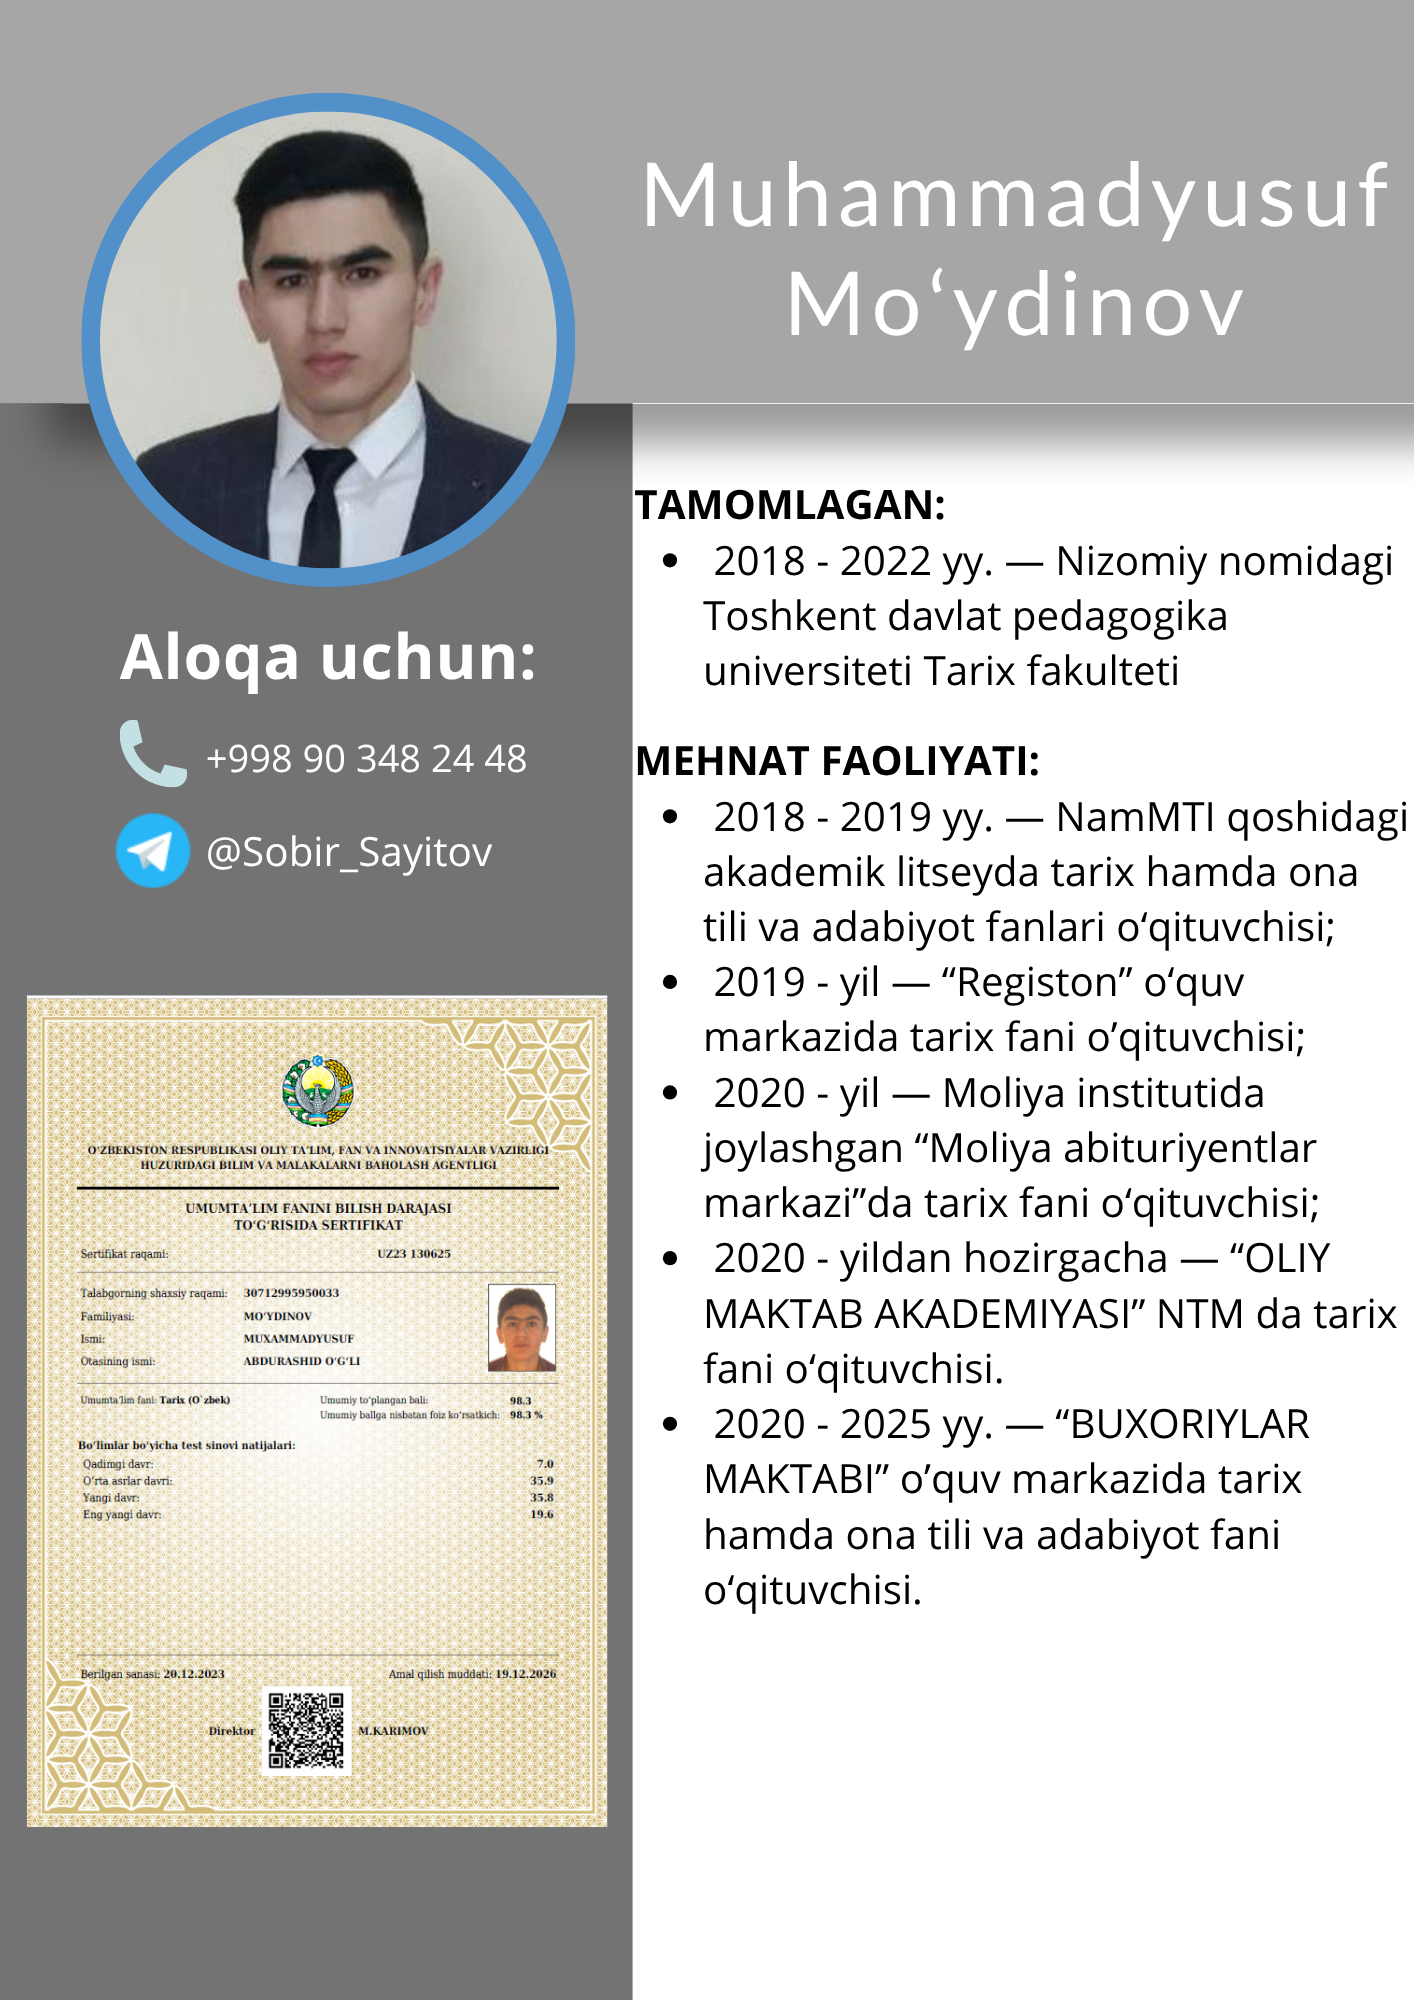 Muhammadyusuf
Mo‘ydinov
Aloqa uchun:
+998 90 348 24 48
@Sobir_Sayitov
O‘ZBEKISTON RESPUBLIKASI OLIY TA’LIM, FAN VA INNOVATSIYALAR VAZIRLIGI
HUZURIDAGI BILIM VA MALAKALARNI BAHOLASH AGENTLIGI
UMUMTA’LIM FANINI BILISH DARAJASI
TO‘G‘RISIDA SERTIFIKAT
Sertifikat raqami: UZ23 130625
Talabgorning shaxsiy raqami: 30712995950033
Familiyasi: MO‘YDINOV
Ismi: MUXAMMADYUSUF
Otasining ismi: ABDURASHID O‘G‘LI
Umumta’lim fani: Tarix (O`zbek) Umumiy to‘plangan bali: 98.3
Umumiy ballga nisbatan foiz ko‘rsatkich: 98.3 %
Bo‘limlar bo‘yicha test sinovi natijalari:
Qadimgi davr: 7.0
O‘rta asrlar davri: 35.9
Yangi davr: 35.8
Eng yangi davr: 19.6
Berilgan sanasi: 20.12.2023 Amal qilish muddati: 19.12.2026
Direktor M.KARIMOV
TAMOMLAGAN:
• 2018 - 2022 yy. — Nizomiy nomidagi
Toshkent davlat pedagogika
universiteti Tarix fakulteti
MEHNAT FAOLIYATI:
• 2018 - 2019 yy. — NamMTI qoshidagi
akademik litseyda tarix hamda ona
tili va adabiyot fanlari o‘qituvchisi;
• 2019 - yil — “Registon” o‘quv
markazida tarix fani o’qituvchisi;
• 2020 - yil — Moliya institutida
joylashgan “Moliya abituriyentlar
markazi”da tarix fani o‘qituvchisi;
• 2020 - yildan hozirgacha — “OLIY
MAKTAB AKADEMIYASI” NTM da tarix
fani o‘qituvchisi.
• 2020 - 2025 yy. — “BUXORIYLAR
MAKTABI” o’quv markazida tarix
hamda ona tili va adabiyot fani
o‘qituvchisi.